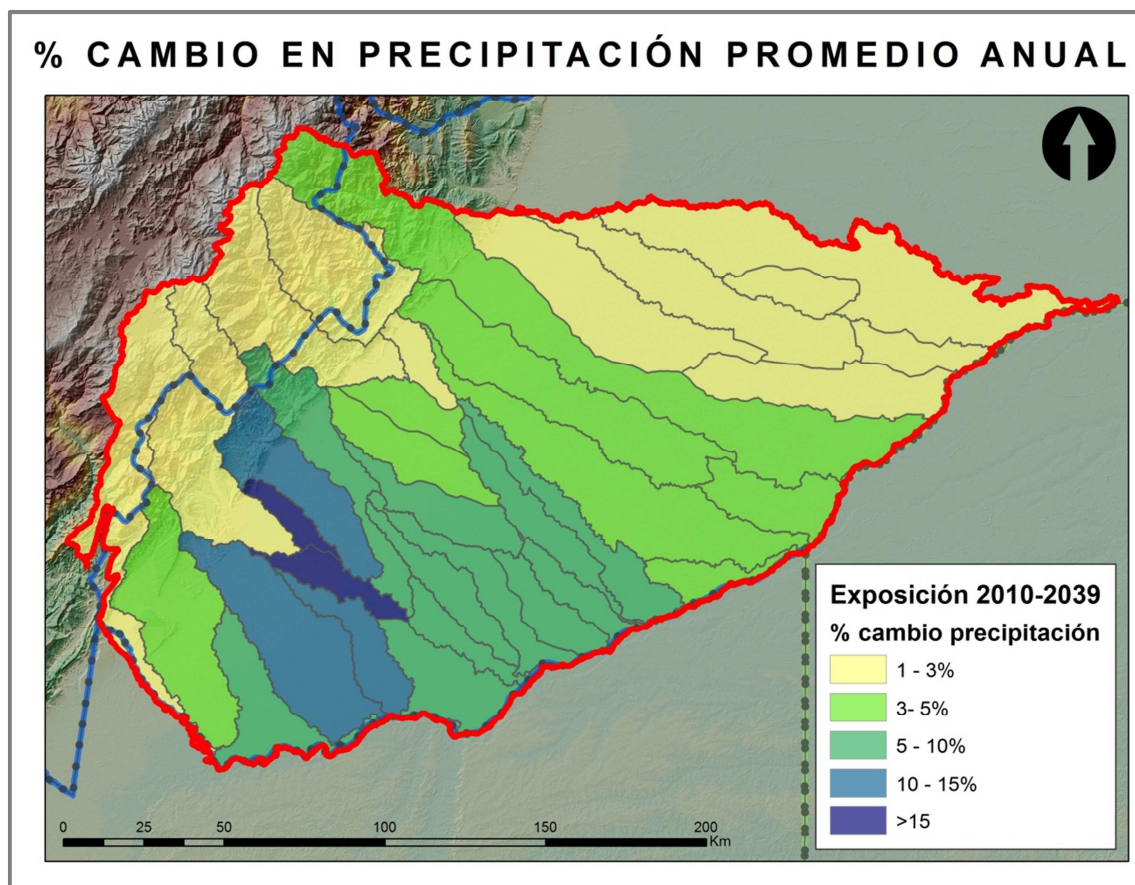 % CAMBIO EN PRECIPITACIÓN PROMEDIO ANUAL
Exposición 2010-2039
% cambio precipitación
1 - 3%
3- 5%
5 - 10%
10 - 15%
>15
0 25 50 100 150 200
Km